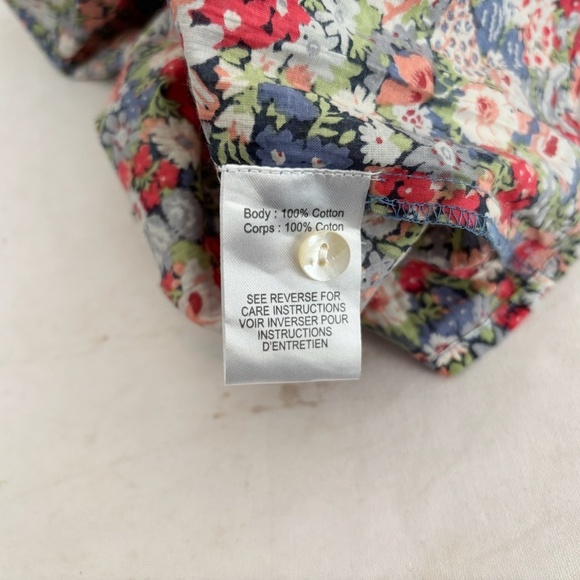 Body : 100% Cotton
Corps : 100% Coton
SEE REVERSE FOR
CARE INSTRUCTIONS
VOIR INVERSER POUR
INSTRUCTIONS
D'ENTRETIEN